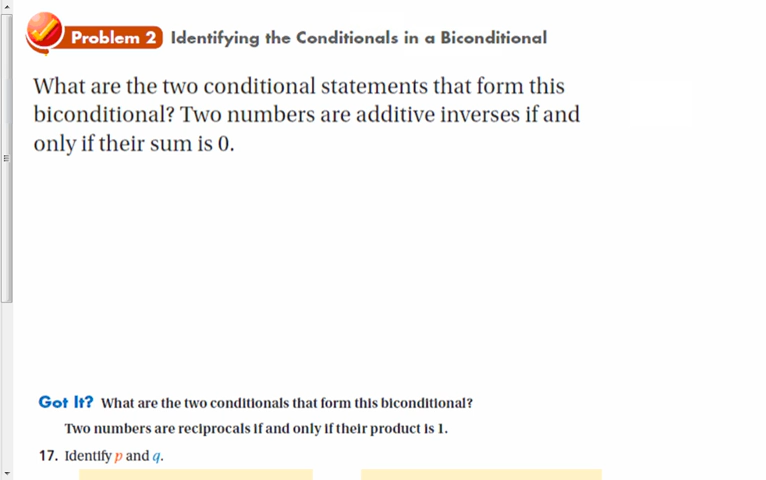 Problem 2 Identifying the Conditionals in a Biconditional
What are the two conditional statements that form this
biconditional? Two numbers are additive inverses if and
only if their sum is 0.
Got It? What are the two conditionals that form this biconditional?
Two numbers are reciprocals if and only if their product is 1.
17. Identify p and q.